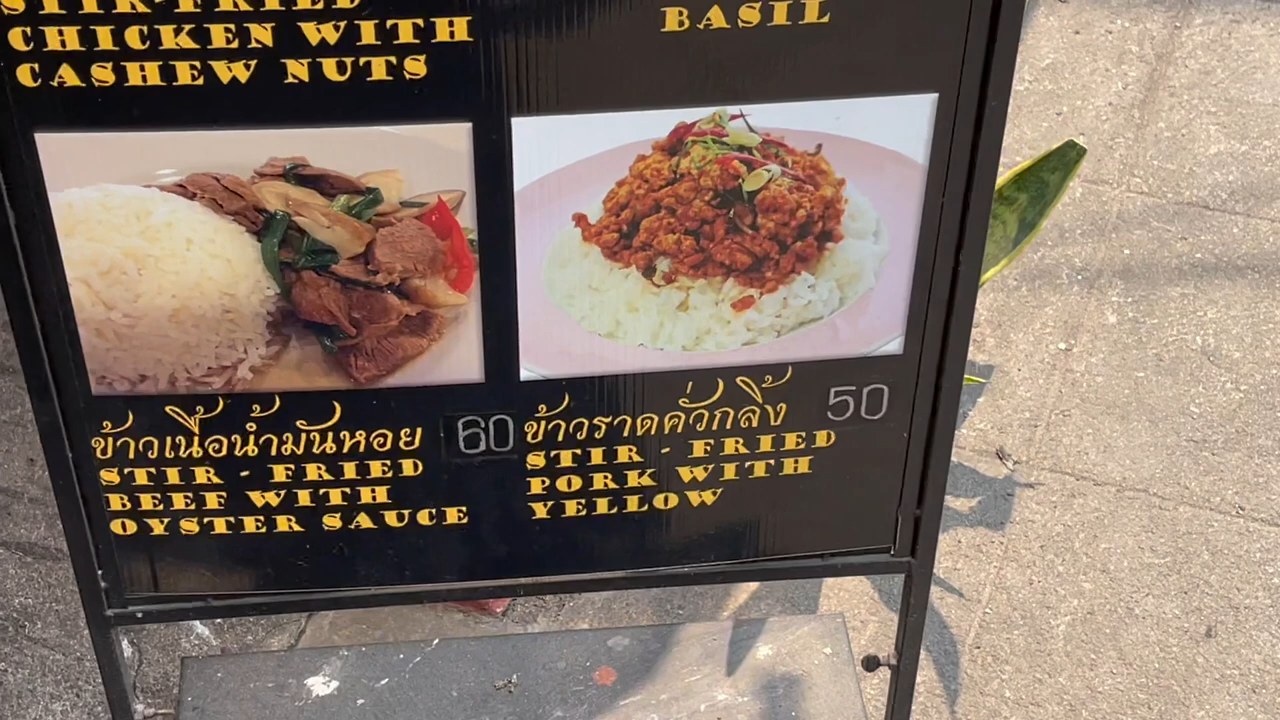 STIR-FRIED
CHICKEN WITH
CASHEW NUTS
BASIL
ข้าวเนื้อน้ำมันหอย 60
STIR - FRIED
BEEF WITH
OYSTER SAUCE
ข้าวราดคั่วกลิ้ง 50
STIR - FRIED
PORK WITH
YELLOW